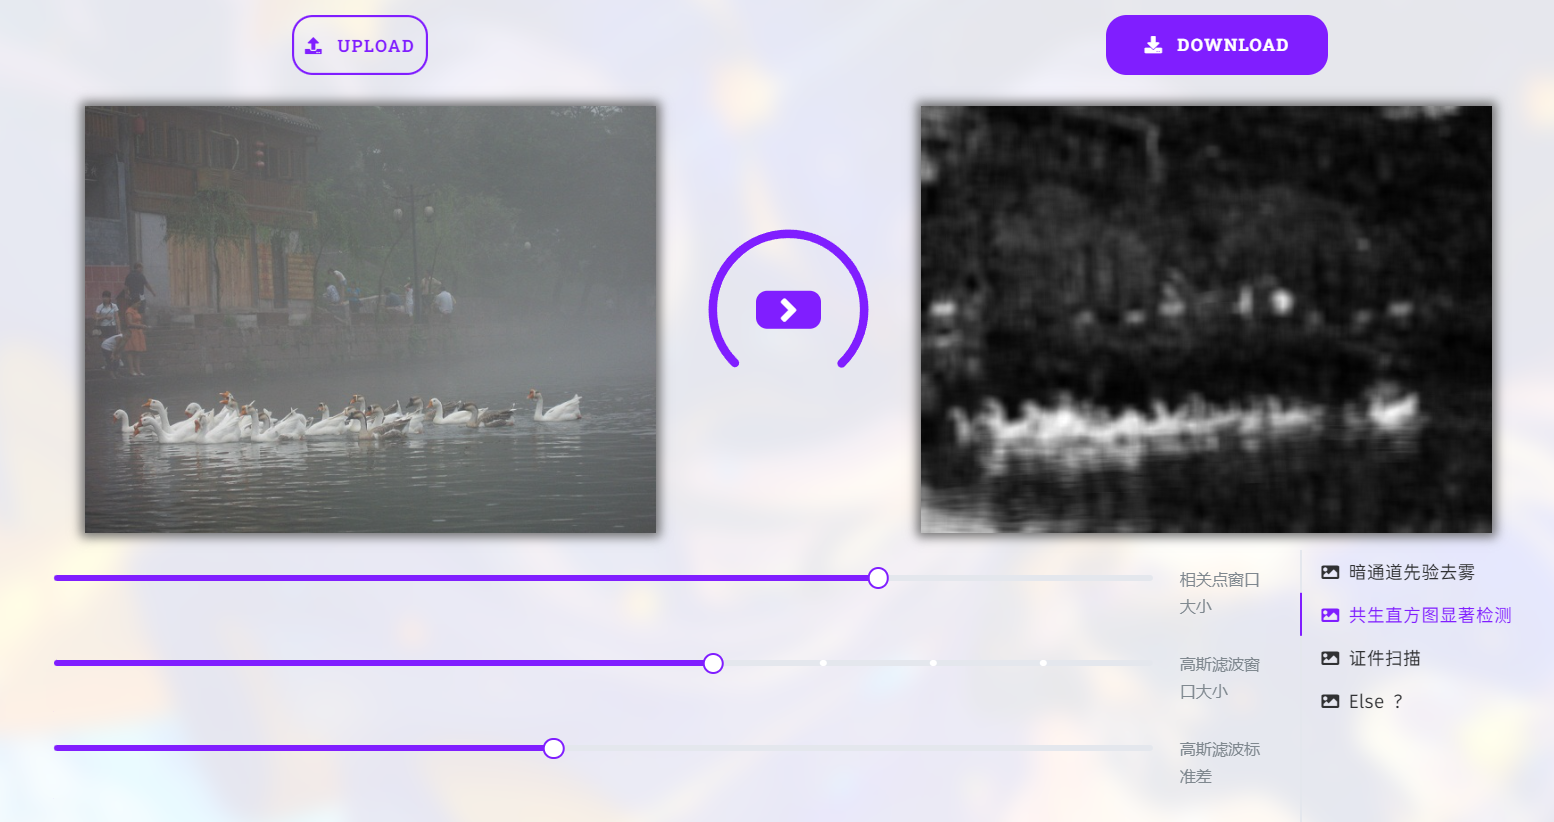 UPLOAD
DOWNLOAD
相关点窗口
大小
高斯滤波窗
口大小
高斯滤波标
准差
暗通道先验去雾
共生直方图显著检测
证件扫描
Else ?